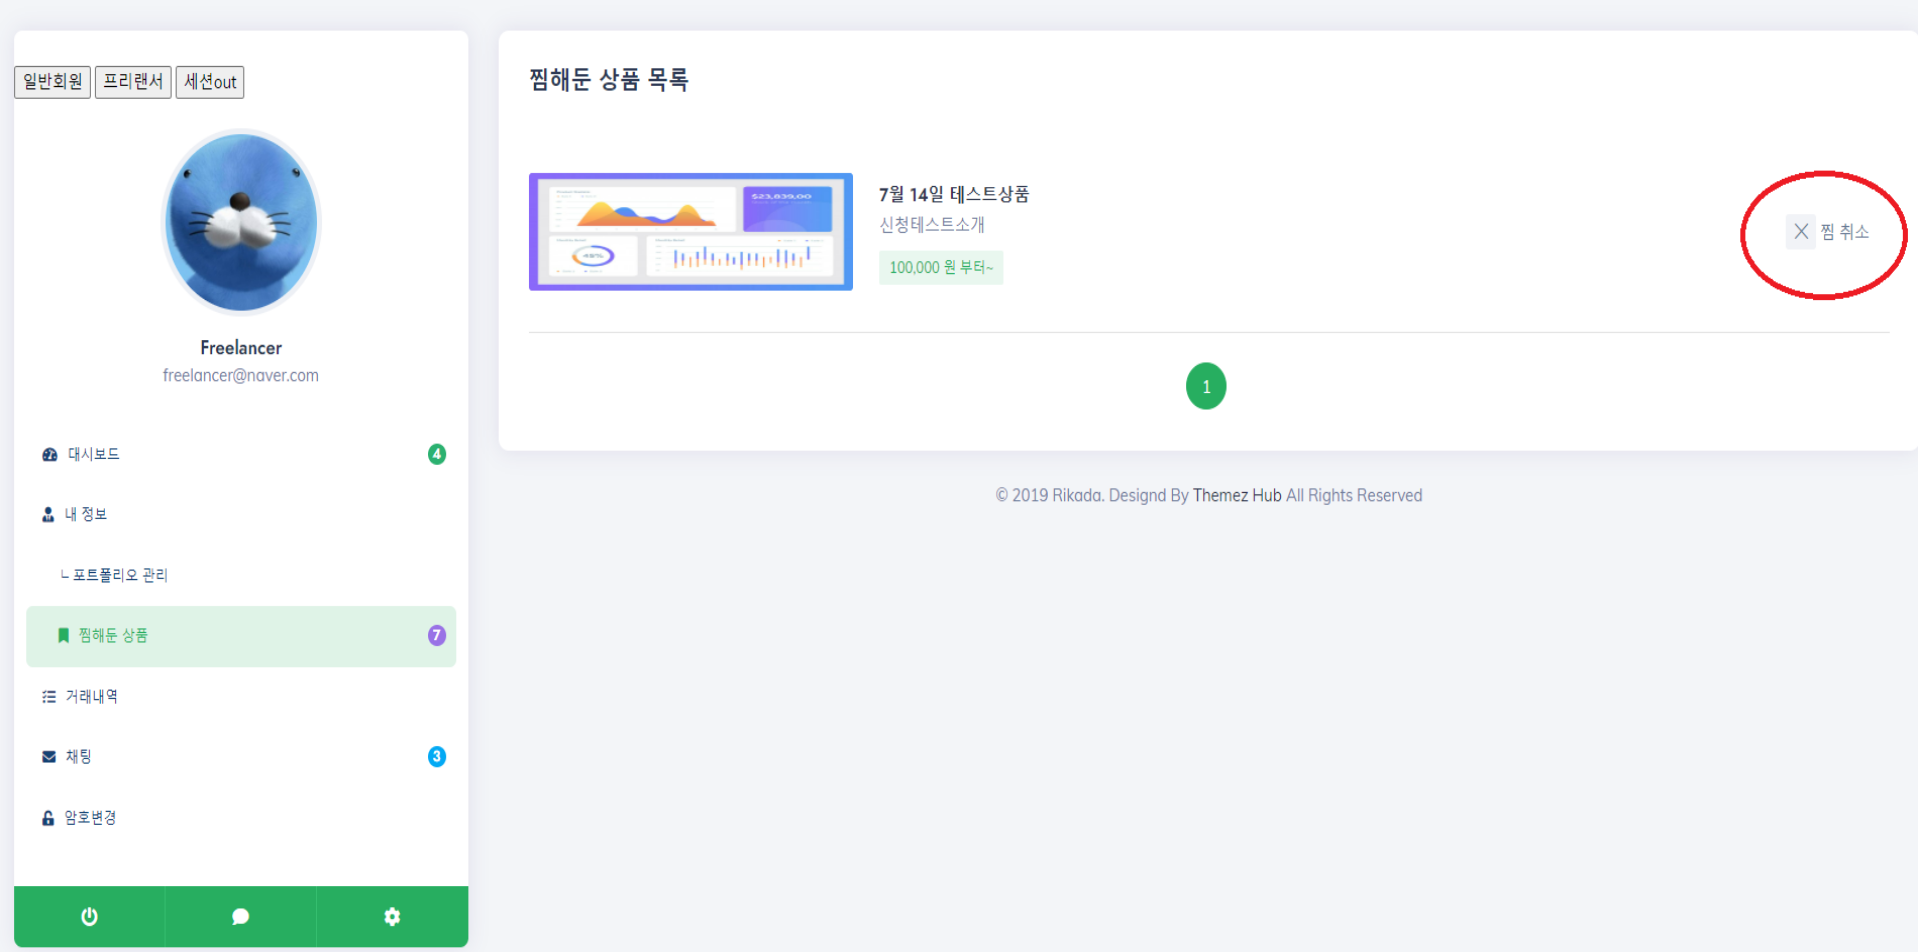 일반회원 프리랜서 세션out
Freelancer
freelancer@naver.com
대시보드 4
내 정보
ㄴ포트폴리오 관리
찜해둔 상품 7
거래내역
채팅 3
암호변경
찜해둔 상품 목록
$23,839,00
45%
7월 14일 테스트상품
신청테스트소개
100,000 원 부터~
X 찜 취소
1
© 2019 Rikada. Designd By Themez Hub All Rights Reserved